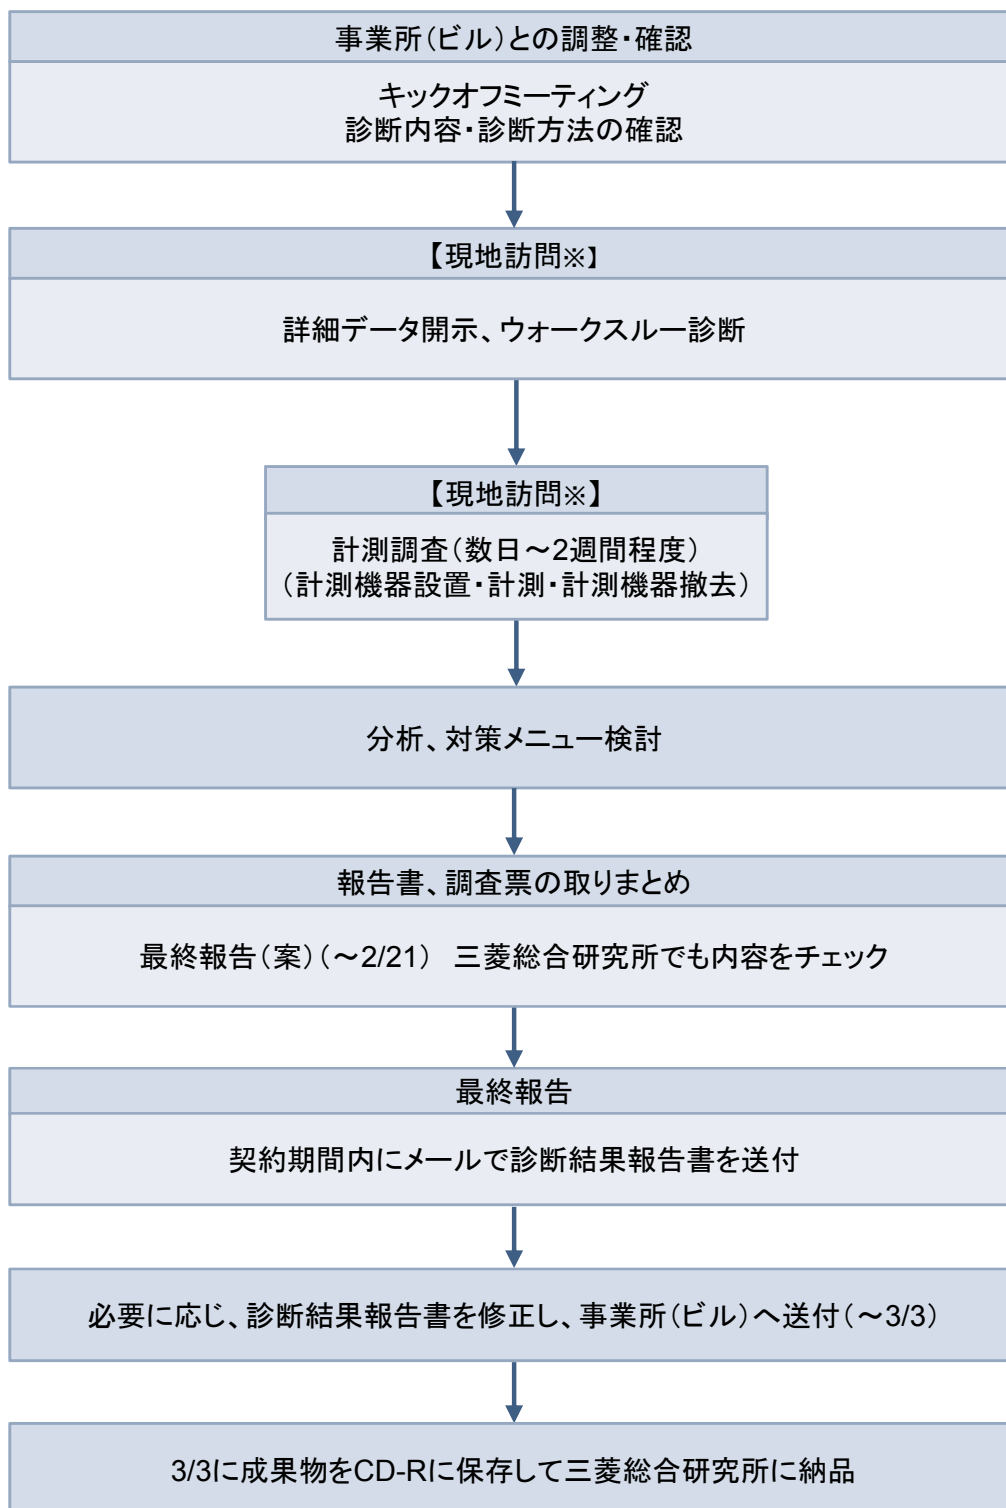 事業所（ビル）との調整・確認
キックオフミーティング
診断内容・診断方法の確認
【現地訪問※】
詳細データ開示、ウォークスルー診断
【現地訪問※】
計測調査（数日～2週間程度）
（計測機器設置・計測・計測機器撤去）
分析、対策メニュー検討
報告書、調査票の取りまとめ
最終報告（案）（～2/21）　三菱総合研究所でも内容をチェック
最終報告
契約期間内にメールで診断結果報告書を送付
必要に応じ、診断結果報告書を修正し、事業所（ビル）へ送付（～3/3）
3/3に成果物をCD-Rに保存して三菱総合研究所に納品